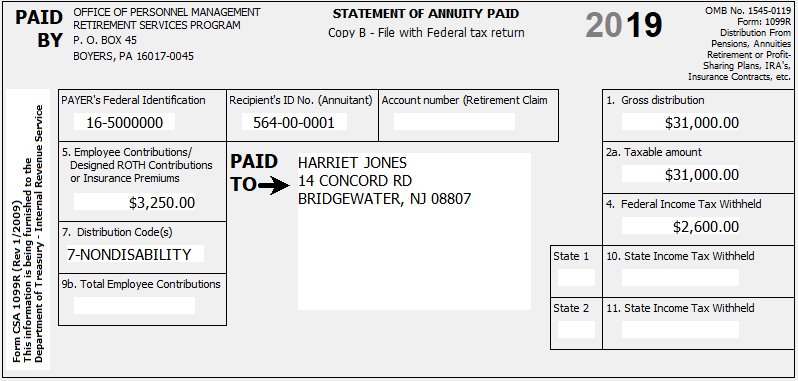 PAID BY
OFFICE OF PERSONNEL MANAGEMENT
RETIREMENT SERVICES PROGRAM
P. O. BOX 45
BOYERS, PA 16017-0045
STATEMENT OF ANNUITY PAID
Copy B - File with Federal tax return
2019
OMB No. 1545-0119
Form: 1099R
Distribution From
Pensions, Annuities
Retirement or Profit-
Sharing Plans, IRA's,
Insurance Contracts, etc.
Form CSA 1099R (Rev 1/2009)
This information is being furnished to the
Department of Treasury - Internal Revenue Service
PAYER's Federal Identification
16-5000000
Recipient's ID No. (Annuitant)
564-00-0001
Account number (Retirement Claim
1. Gross distribution
$31,000.00
5. Employee Contributions/
Designed ROTH Contributions
or Insurance Premiums
$3,250.00
PAID
TO
HARRIET JONES
14 CONCORD RD
BRIDGEWATER, NJ 08807
2a. Taxable amount
$31,000.00
4. Federal Income Tax Withheld
$2,600.00
7. Distribution Code(s)
7-NONDISABILITY
9b. Total Employee Contributions
State 1
10. State Income Tax Withheld
State 2
11. State Income Tax Withheld